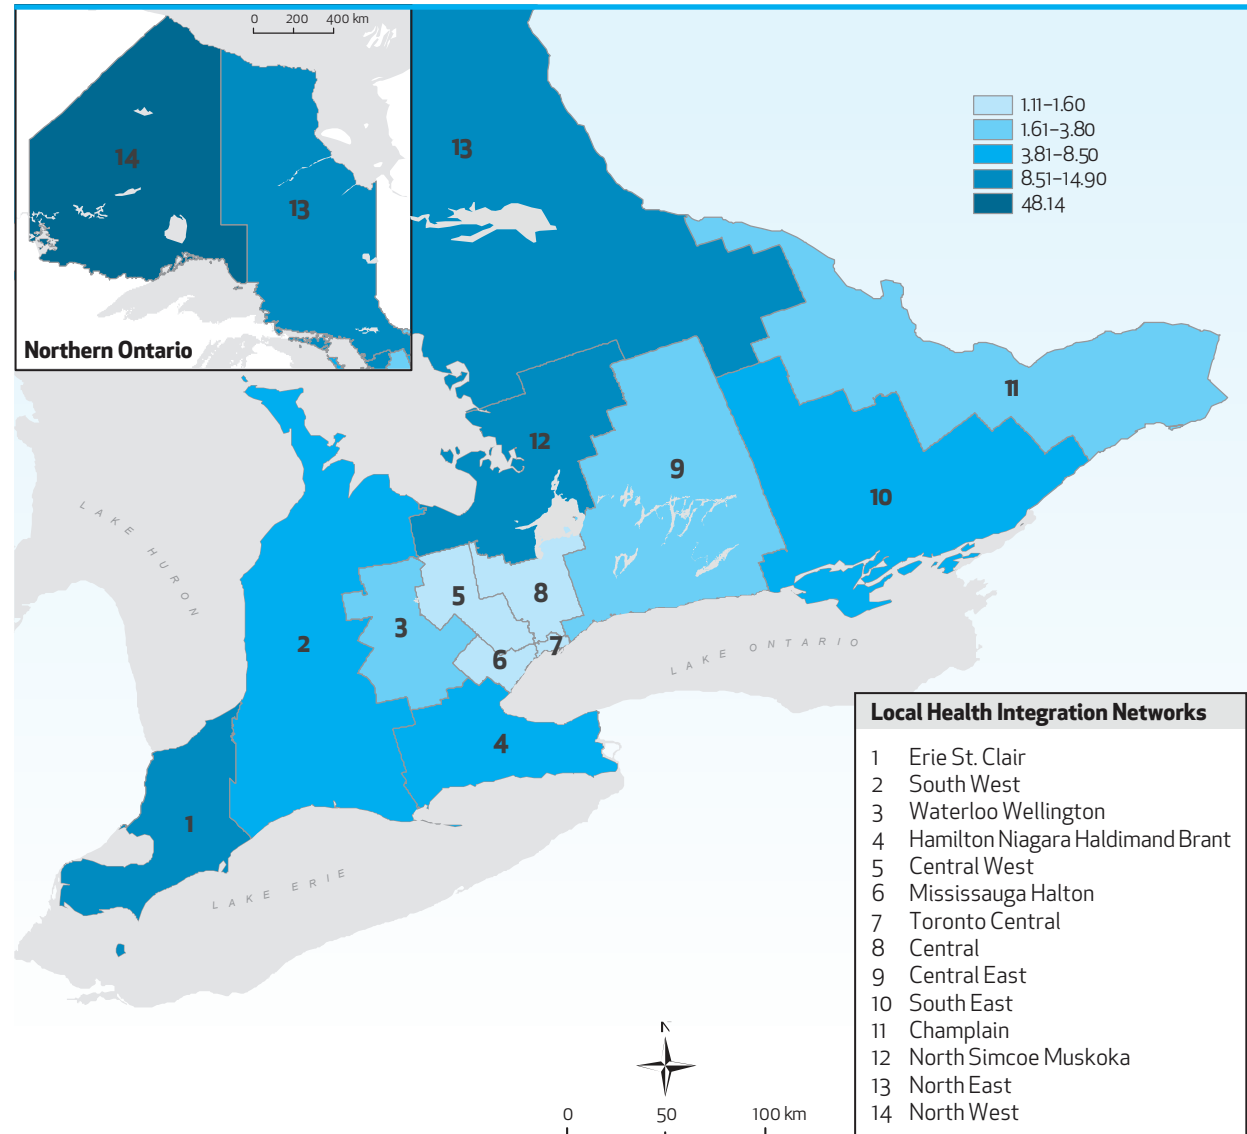 0 200 400 km
14
13
Northern Ontario
13
1.11–1.60
1.61–3.80
3.81–8.50
8.51–14.90
48.14
11
12
9
10
LAKE HURON
5
8
3
2
7
6
LAKE ONTARIO
4
1
LAKE ERIE
Local Health Integration Networks
1 Erie St. Clair
2 South West
3 Waterloo Wellington
4 Hamilton Niagara Haldimand Brant
5 Central West
6 Mississauga Halton
7 Toronto Central
8 Central
9 Central East
10 South East
11 Champlain
12 North Simcoe Muskoka
13 North East
14 North West
N
0 50 100 km